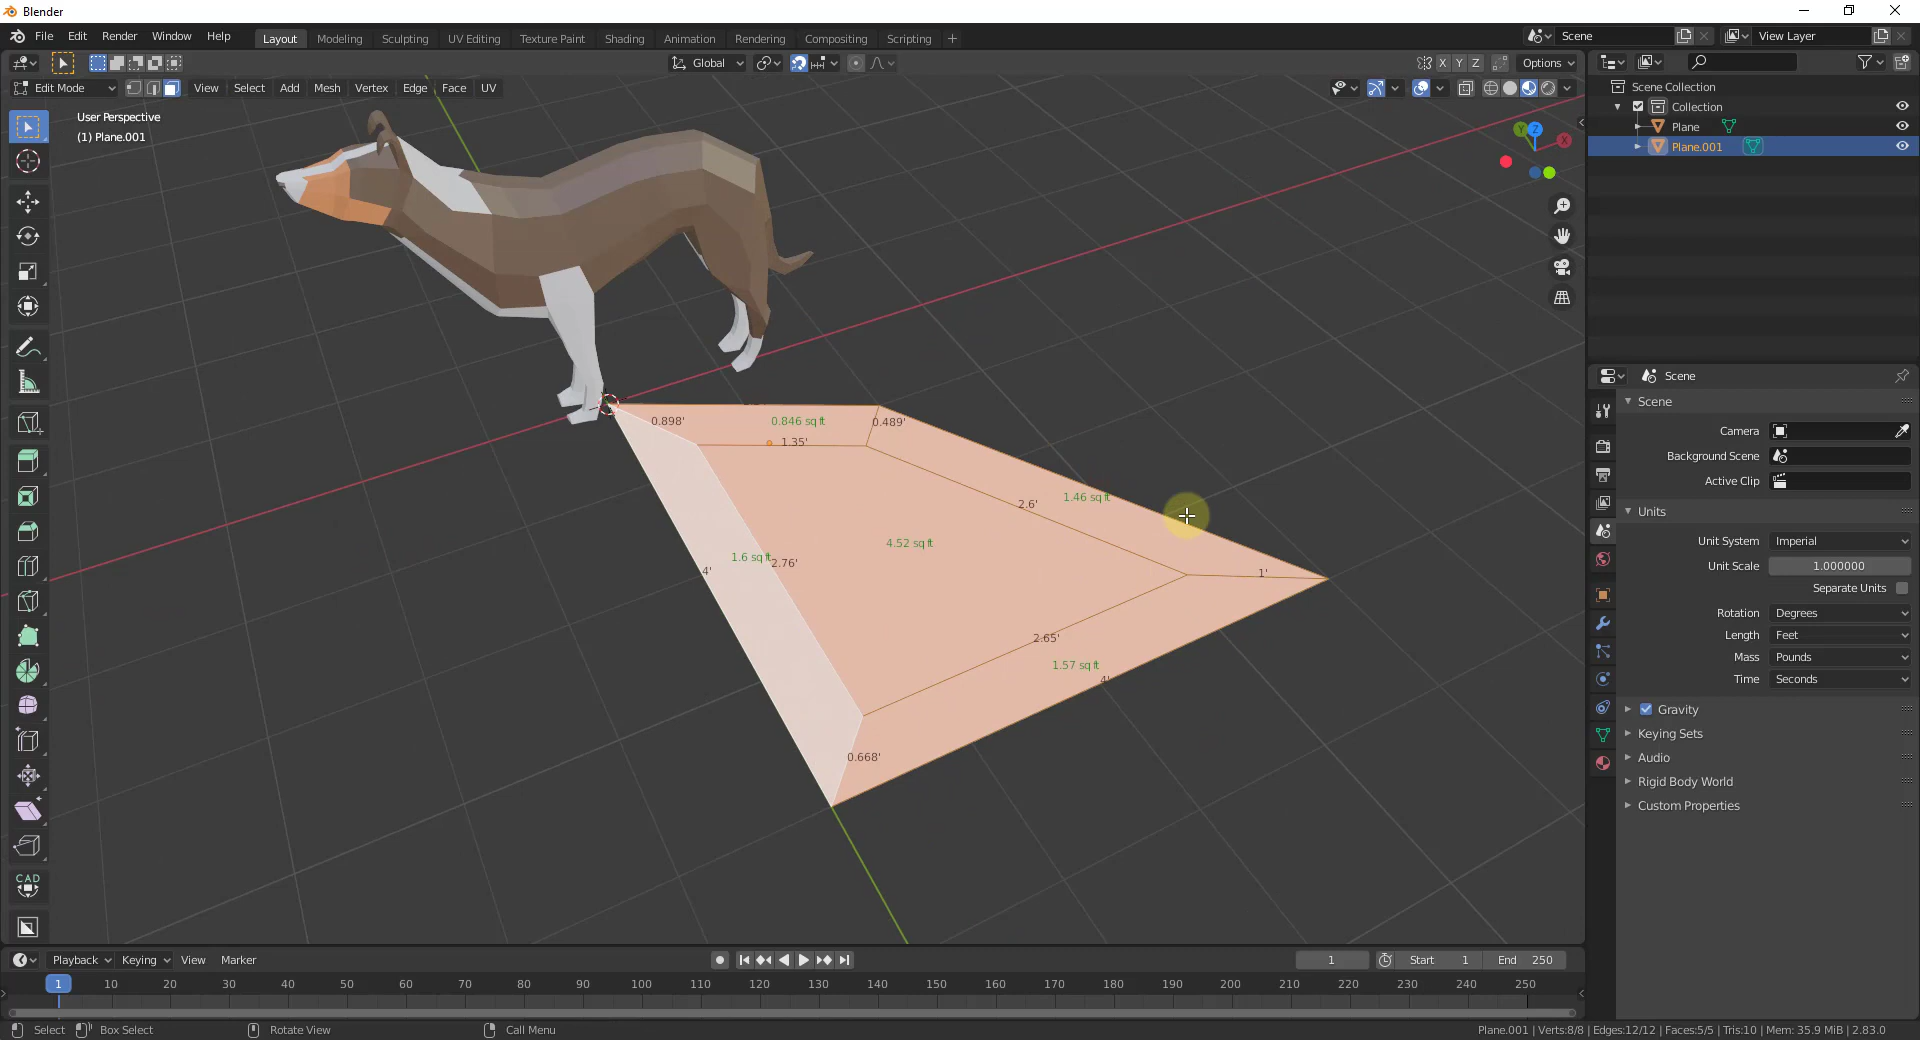 Blender
File Edit Render Window Help
Layout Modeling Sculpting UV Editing Texture Paint Shading Animation Rendering Compositing Scripting
Scene
View Layer
Global
X Y Z
Options
Edit Mode
View Select Add Mesh Vertex Edge Face UV
User Perspective
(1) Plane.001
Y Z X
Scene Collection
Collection
Plane
Plane.001
0.898'
0.846 sq ft
0.489'
1.35'
2.6'
1.46 sq ft
4.52 sq ft
1.6 sq ft
2.76'
4'
1'
2.65'
1.57 sq ft
4'
0.668'
Scene
Scene
Camera
Background Scene
Active Clip
Units
Unit System Imperial
Unit Scale 1.000000
Separate Units
Rotation Degrees
Length Feet
Mass Pounds
Time Seconds
Gravity
Keying Sets
Audio
Rigid Body World
Custom Properties
CAD
Playback Keying View Marker
1
Start 1
End 250
1 10 20 30 40 50 60 70 80 90 100 110 120 130 140 150 160 170 180 190 200 210 220 230 240 250
Select Box Select Rotate View Call Menu
Plane.001 | Verts:8/8 | Edges:12/12 | Faces:5/5 | Tris:10 | Mem: 35.9 MiB | 2.83.0